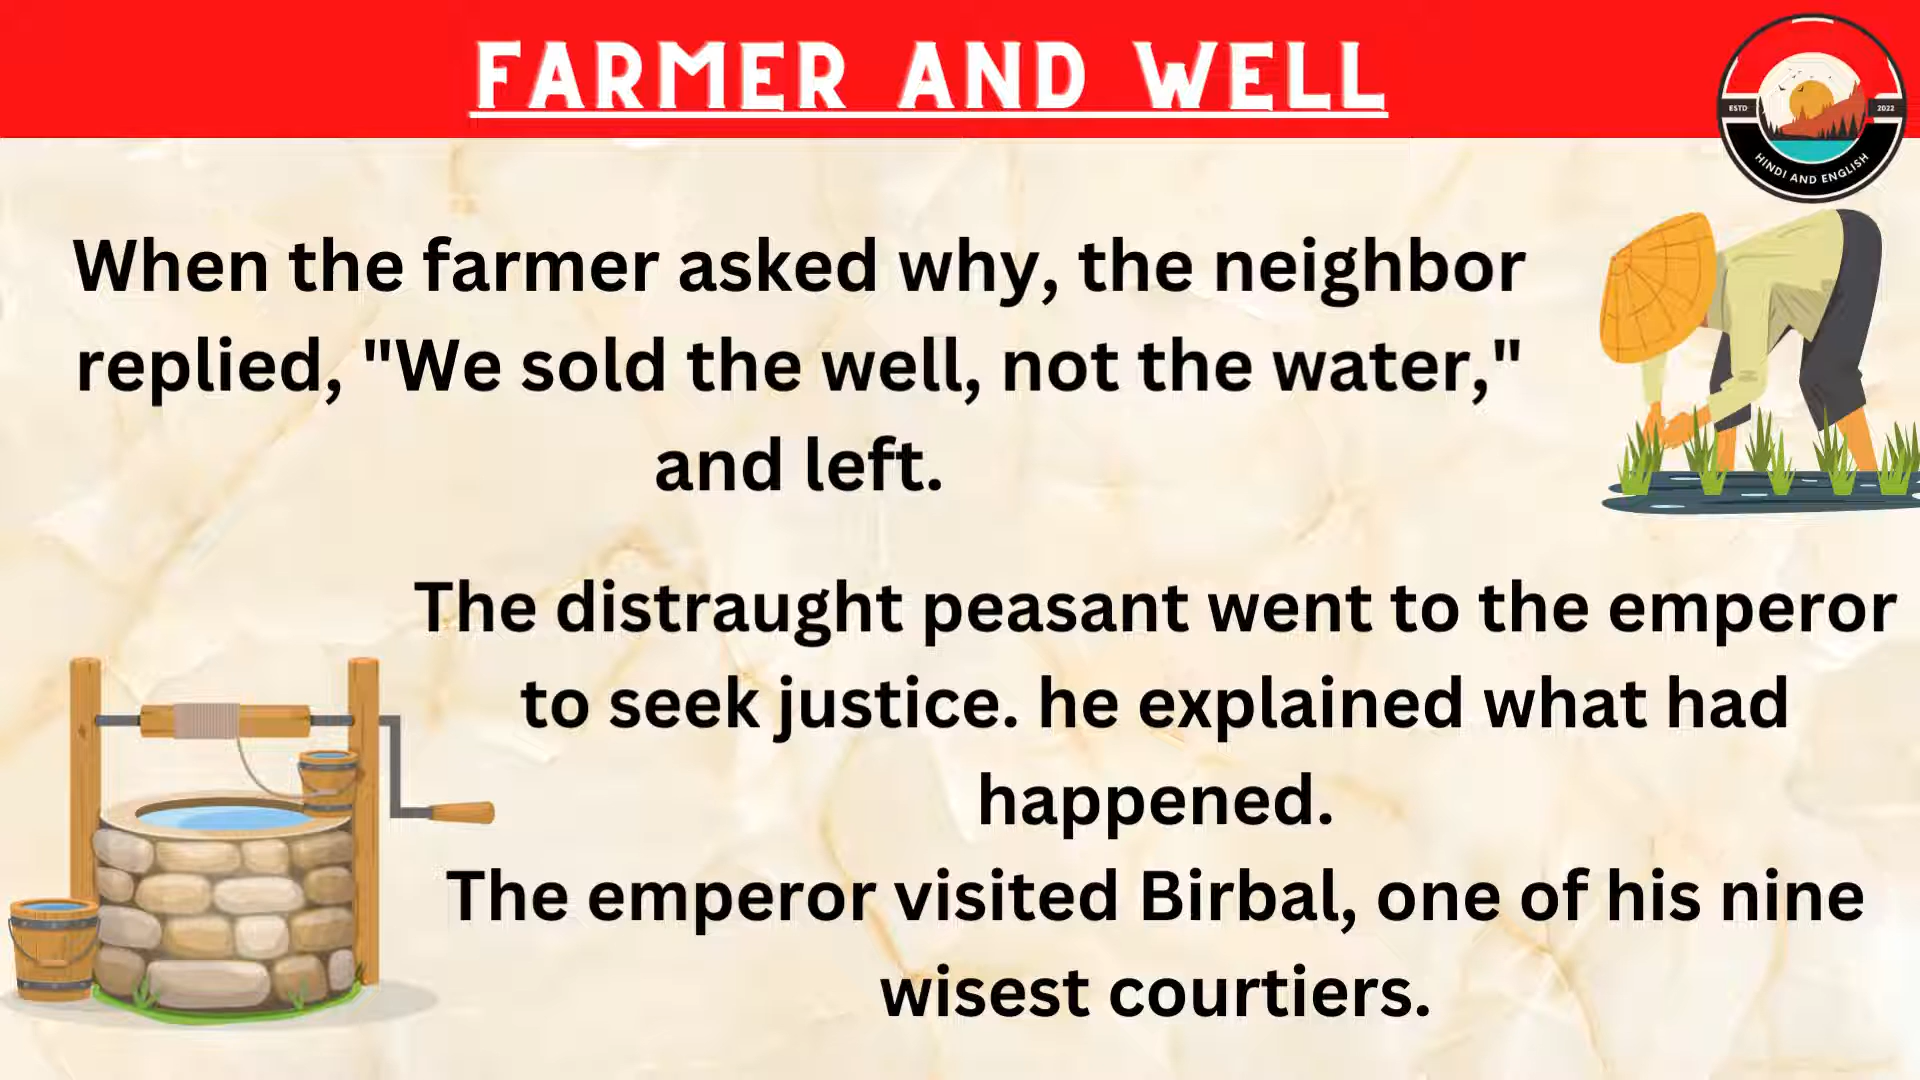 FARMER AND WELL
ESTD
2022
HINDI AND ENGLISH
When the farmer asked why, the neighbor
replied, "We sold the well, not the water,"
and left.
The distraught peasant went to the emperor
to seek justice. he explained what had
happened.
The emperor visited Birbal, one of his nine
wisest courtiers.